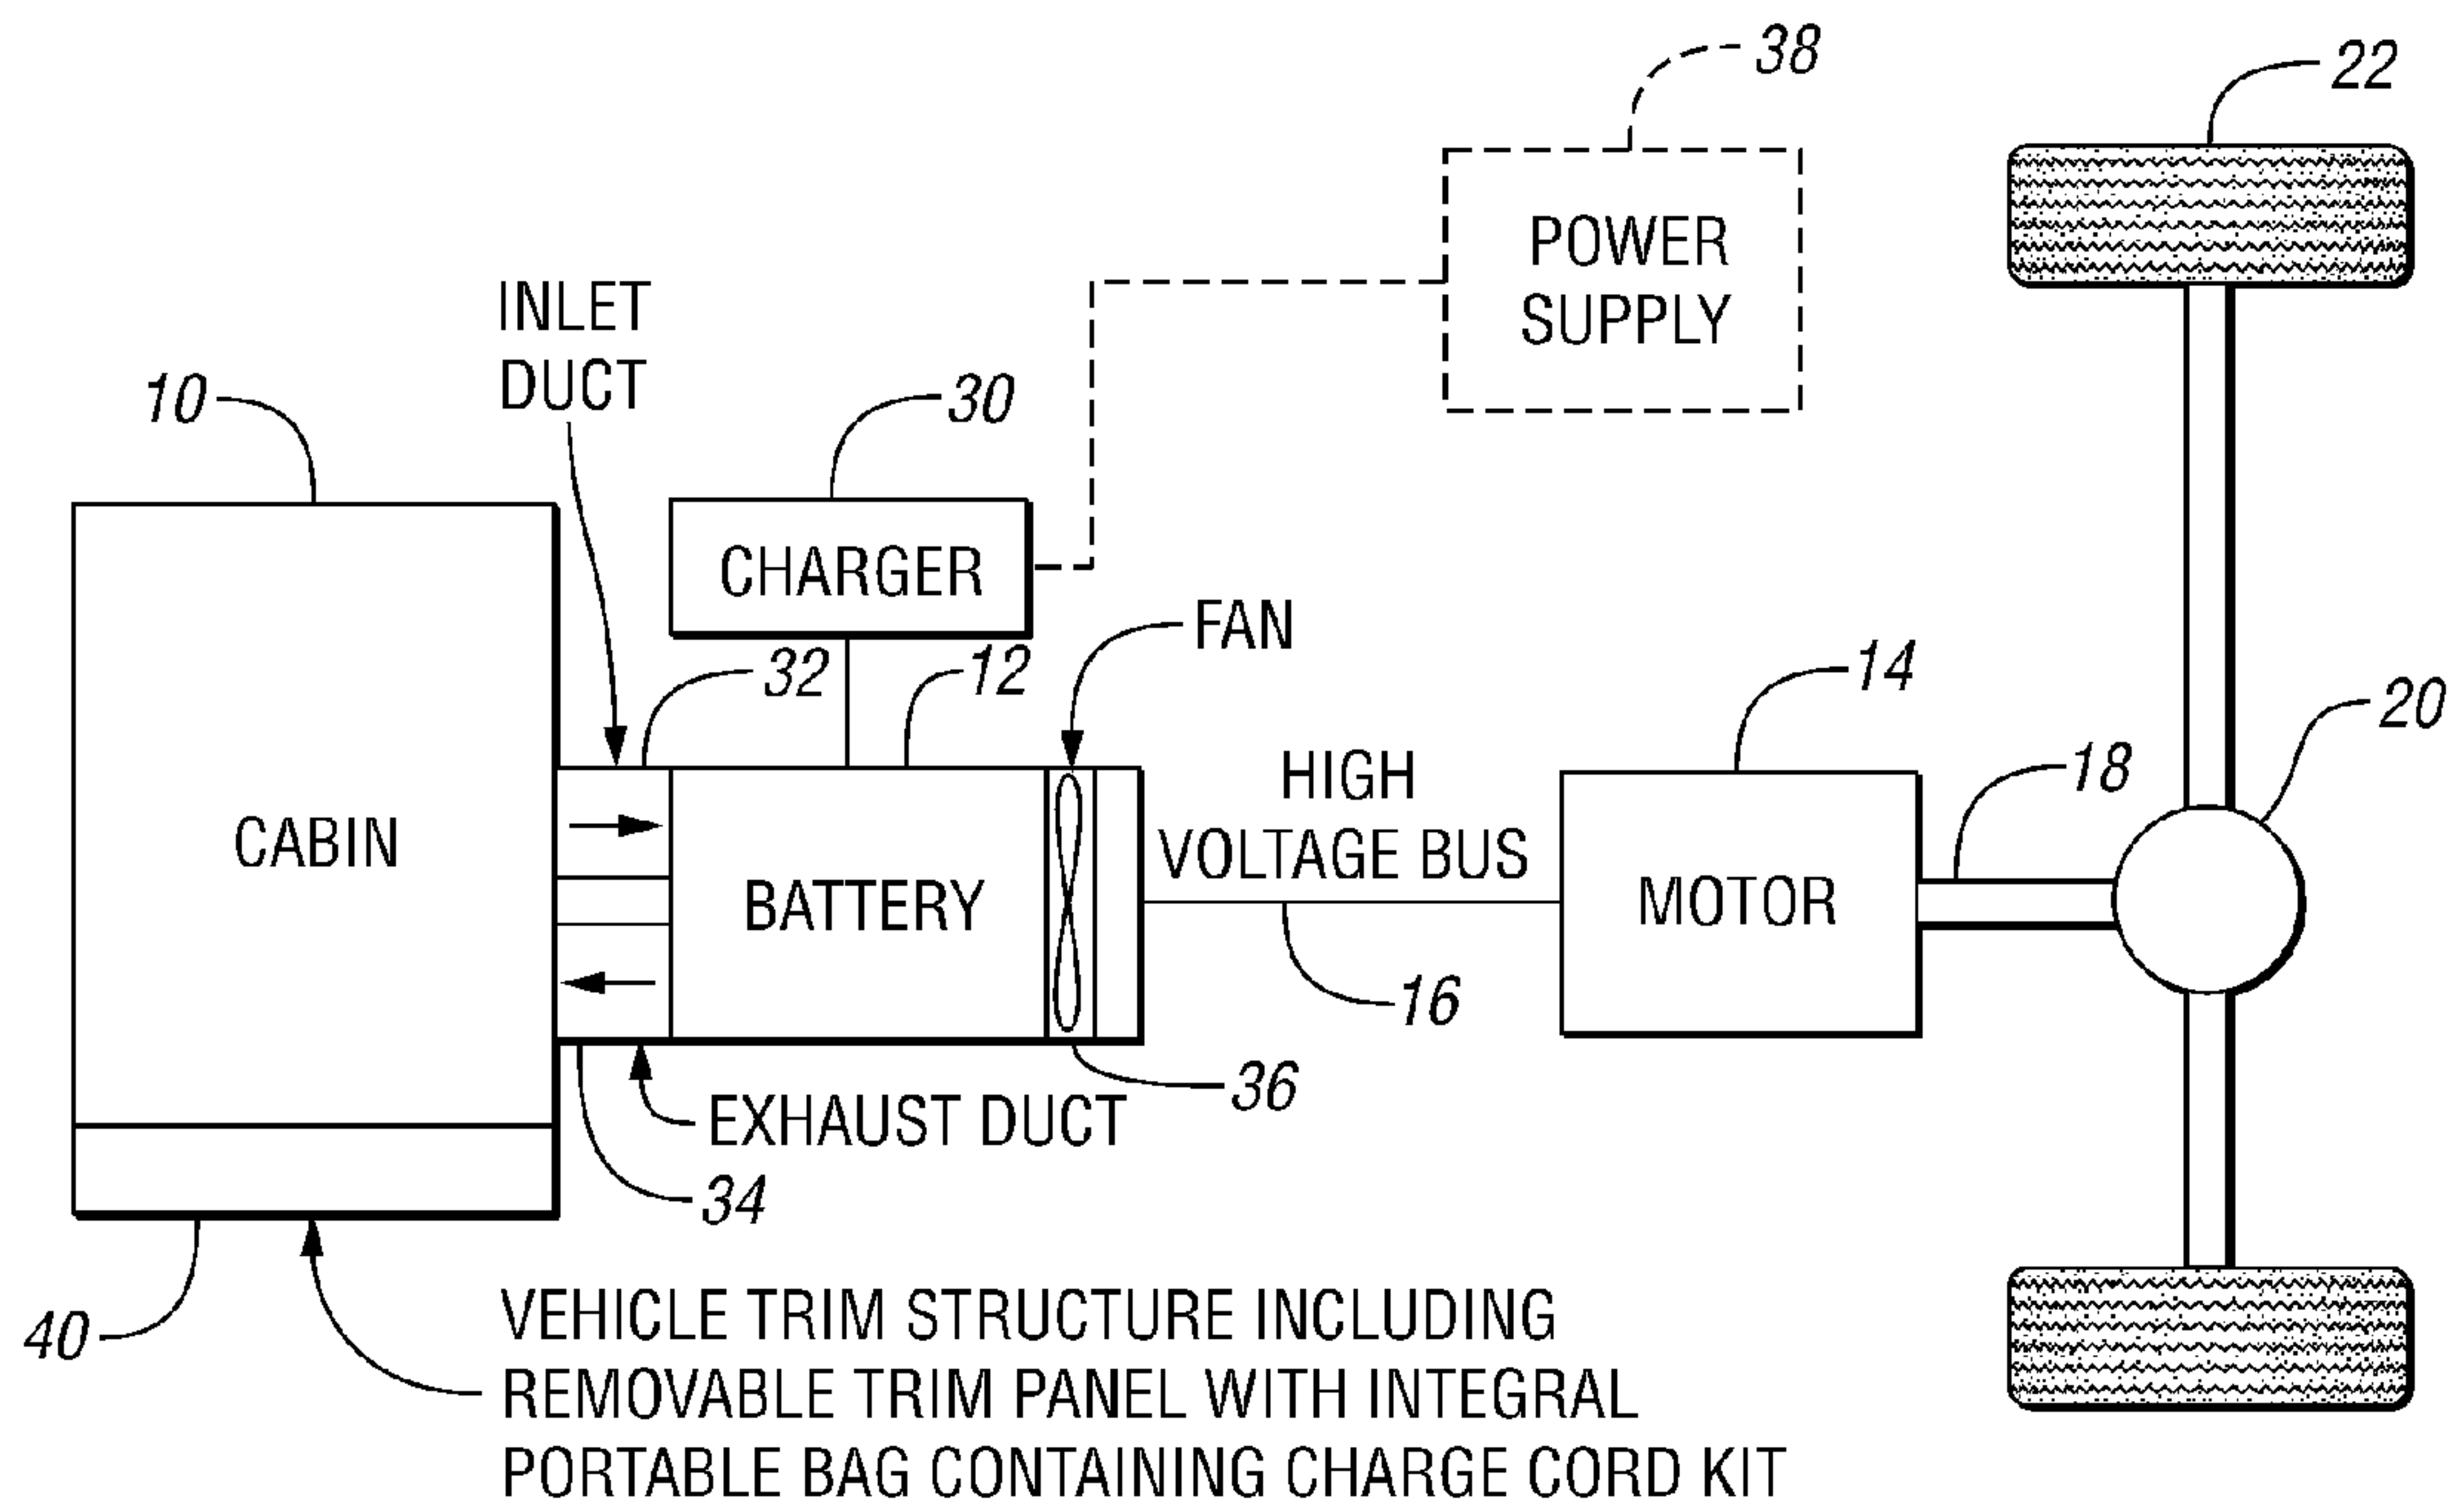 38
22
POWER
SUPPLY
INLET
DUCT
10
30
CHARGER
FAN
32
12
14
20
HIGH
VOLTAGE BUS
18
CABIN
BATTERY
MOTOR
16
36
EXHAUST DUCT
34
40
VEHICLE TRIM STRUCTURE INCLUDING
REMOVABLE TRIM PANEL WITH INTEGRAL
PORTABLE BAG CONTAINING CHARGE CORD KIT